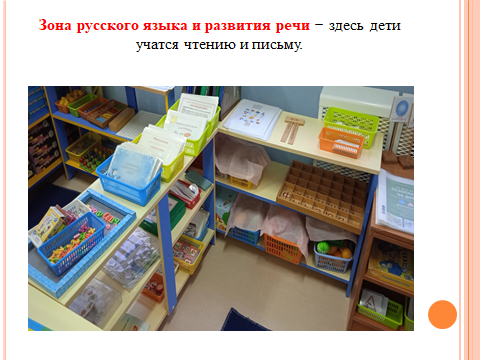 Зона русского языка и развития речи − здесь дети
учатся чтению и письму.